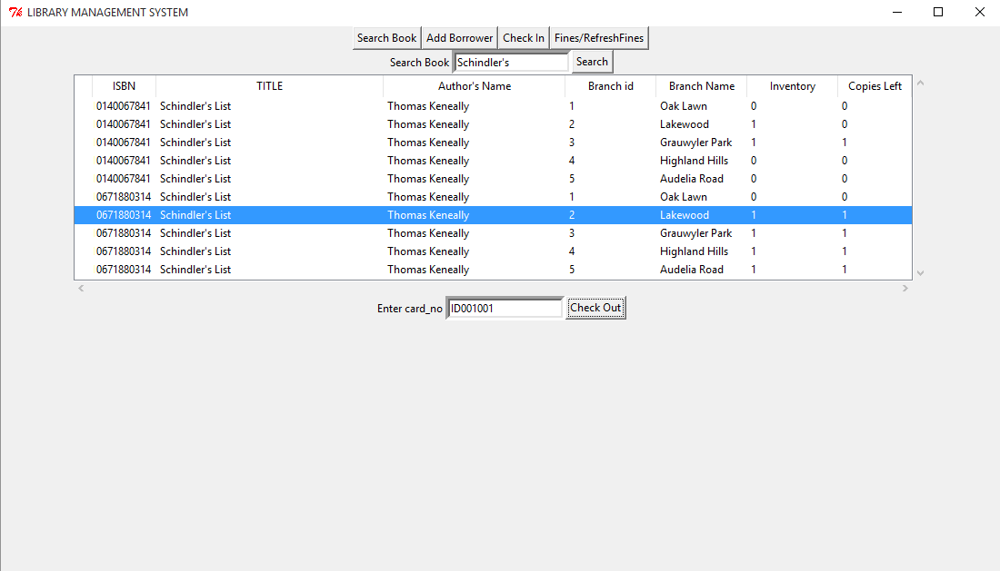 LIBRARY MANAGEMENT SYSTEM
Search Book Add Borrower Check In Fines/RefreshFines
Search Book Schindler's Search
ISBN TITLE Author's Name Branch id Branch Name Inventory Copies Left
0140067841 Schindler's List Thomas Keneally 1 Oak Lawn 0 0
0140067841 Schindler's List Thomas Keneally 2 Lakewood 1 0
0140067841 Schindler's List Thomas Keneally 3 Grauwyler Park 1 1
0140067841 Schindler's List Thomas Keneally 4 Highland Hills 0 0
0140067841 Schindler's List Thomas Keneally 5 Audelia Road 0 0
0671880314 Schindler's List Thomas Keneally 1 Oak Lawn 0 0
0671880314 Schindler's List Thomas Keneally 2 Lakewood 1 1
0671880314 Schindler's List Thomas Keneally 3 Grauwyler Park 1 1
0671880314 Schindler's List Thomas Keneally 4 Highland Hills 1 1
0671880314 Schindler's List Thomas Keneally 5 Audelia Road 1 1
Enter card_no ID001001 Check Out